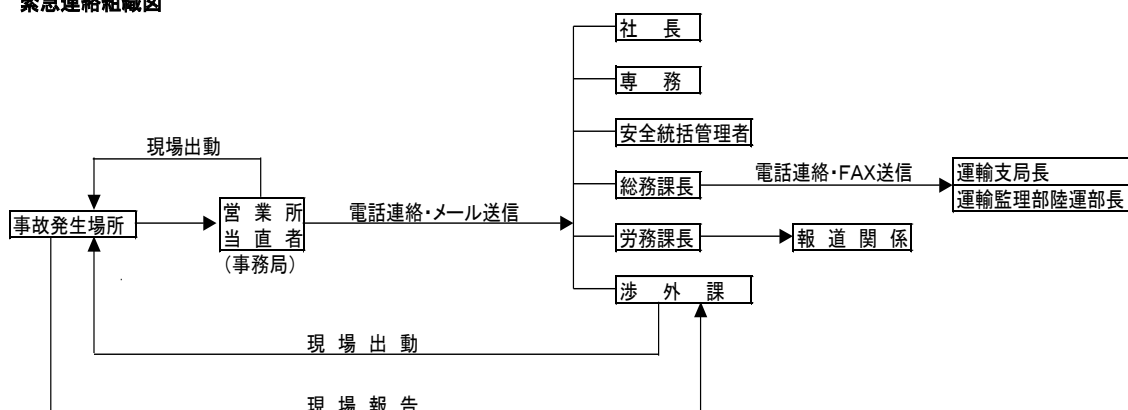 緊急連絡組織図
社 長
専 務
安全統括管理者
現場出動
総務課長
電話連絡・FAX送信
運輸支局長
運輸監理部陸運部長
事故発生場所
営 業 所
当 直 者
(事務局)
電話連絡・メール送信
労務課長
報 道 関 係
渉 外 課
現 場 出 動
現 場 報 告